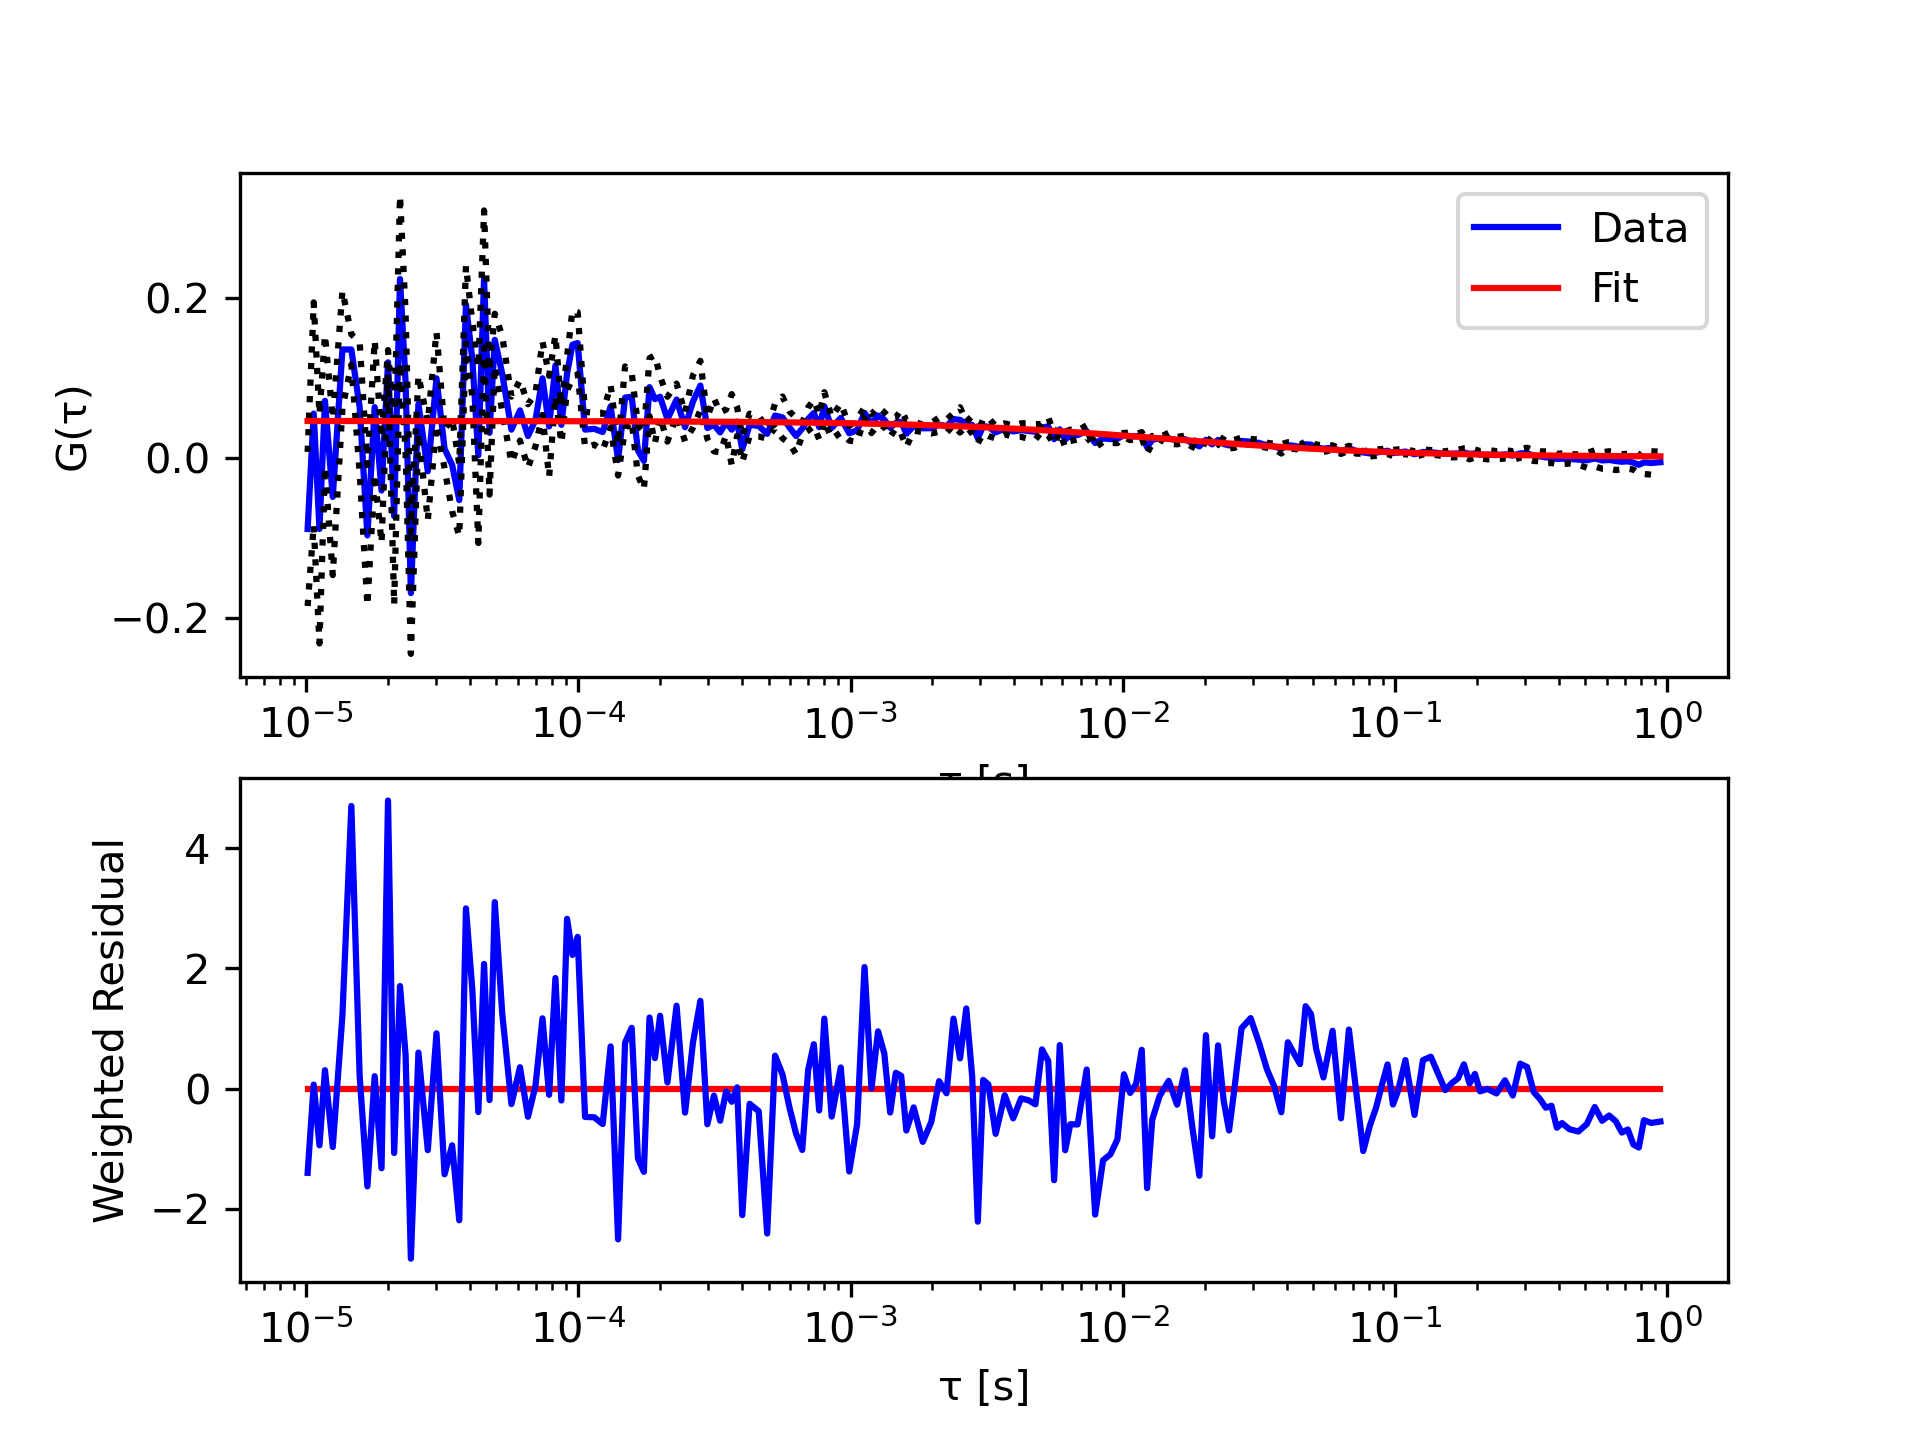 Data
Fit
G(τ)
0.2
0.0
−0.2
10⁻⁵ 10⁻⁴ 10⁻³ 10⁻² 10⁻¹ 10⁰
τ [s]
Weighted Residual
4
2
0
−2
10⁻⁵ 10⁻⁴ 10⁻³ 10⁻² 10⁻¹ 10⁰
τ [s]